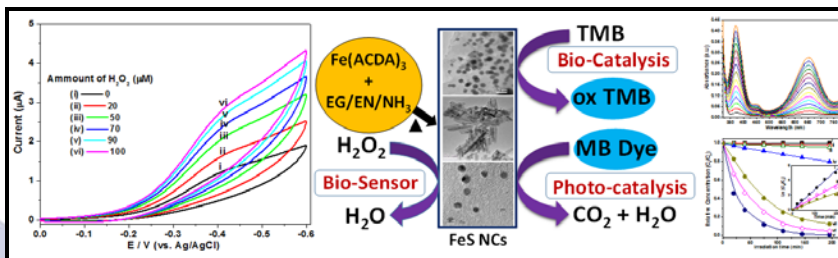 Current (µA)
5
4
3
2
1
0
Ammount of H₂O₂ (µM)
(i) 0
(ii) 20
(iii) 50
(iv) 70
(v) 90
(vi) 100
vi
v
iv
iii
ii
i
0.0 -0.1 -0.2 -0.3 -0.4 -0.5 -0.6
E / V (vs. Ag/AgCl)
Fe(ACDA)₃
+
EG/EN/NH₃
H₂O₂
Bio-Sensor
H₂O
FeS NCs
TMB
Bio-Catalysis
ox TMB
MB Dye
Photo-catalysis
CO₂ + H₂O
Absorbance (a.u)
Wavelength (nm)
Irradiation time (min)